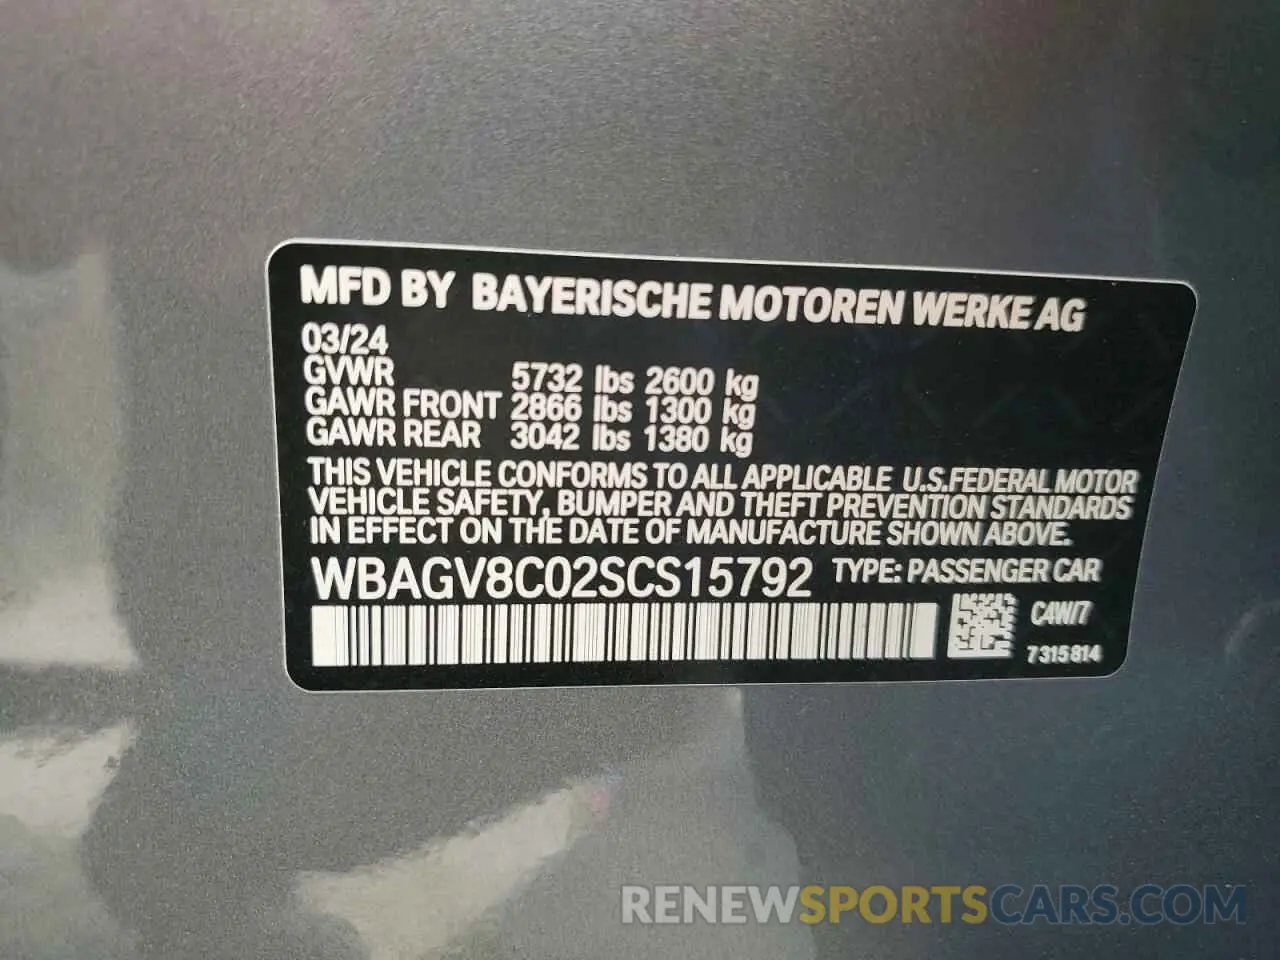 MFD BY BAYERISCHE MOTOREN WERKE AG
03/24
GVWR 5732 lbs 2600 kg
GAWR FRONT 2866 lbs 1300 kg
GAWR REAR 3042 lbs 1380 kg
THIS VEHICLE CONFORMS TO ALL APPLICABLE U.S.FEDERAL MOTOR
VEHICLE SAFETY, BUMPER AND THEFT PREVENTION STANDARDS
IN EFFECT ON THE DATE OF MANUFACTURE SHOWN ABOVE.
WBAGV8C02SCS15792 TYPE: PASSENGER CAR
C4W/7
7315814
RENEWSPORTSCARS.COM